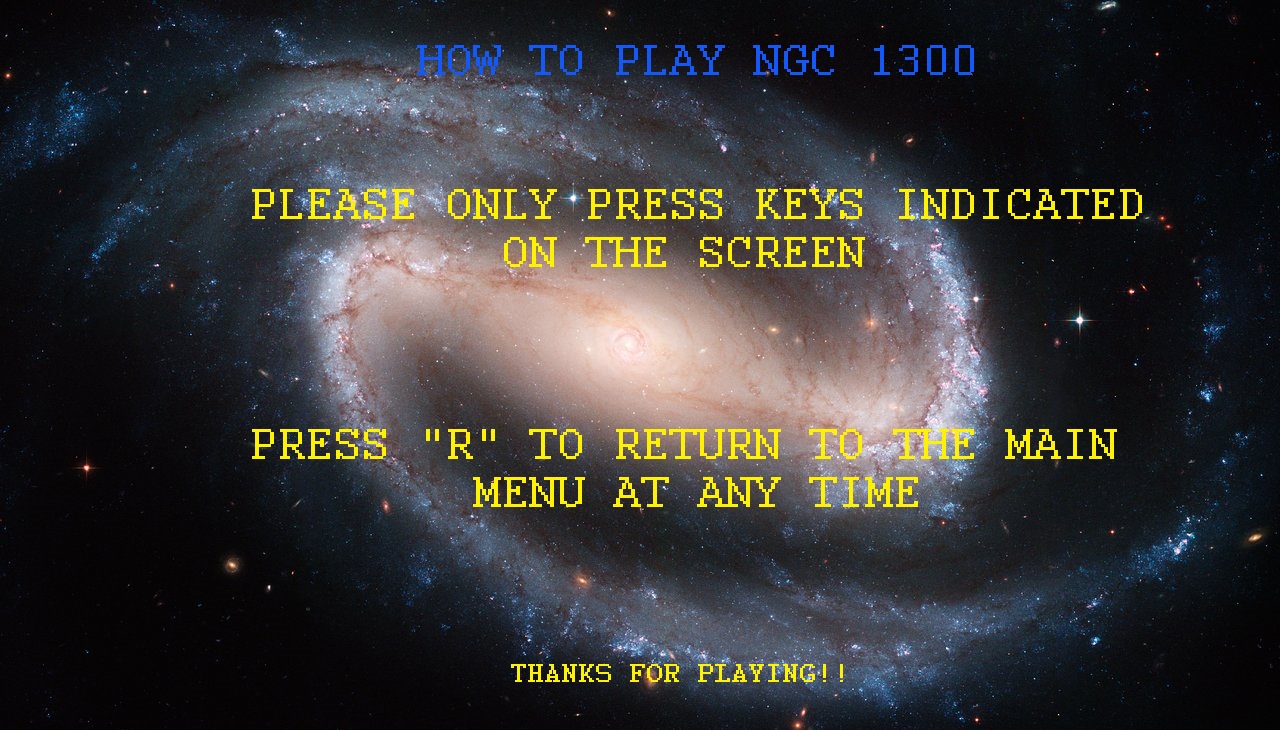 HOW TO PLAY NGC 1300
PLEASE ONLY PRESS KEYS INDICATED
ON THE SCREEN
PRESS "R" TO RETURN TO THE MAIN
MENU AT ANY TIME
THANKS FOR PLAYING!!